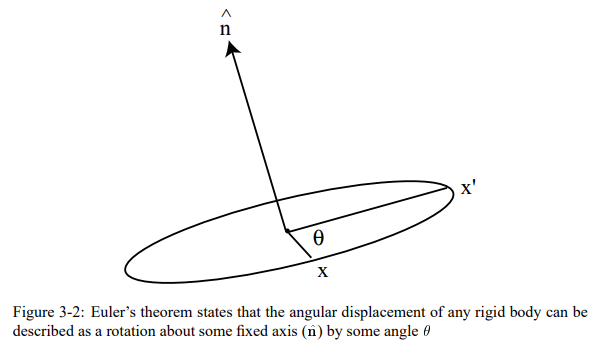 n̂
x'
θ
x
Figure 3-2: Euler’s theorem states that the angular displacement of any rigid body can be
described as a rotation about some fixed axis (n̂) by some angle θ